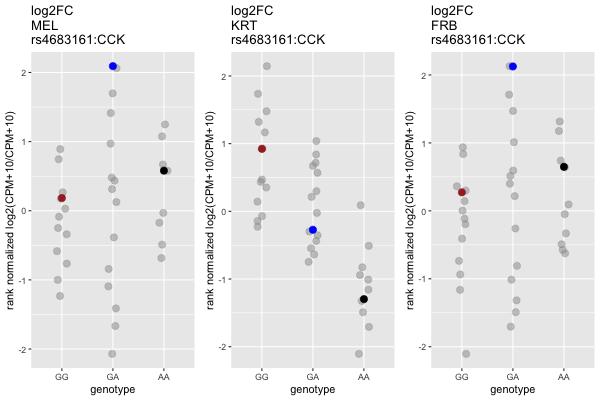 log2FC
MEL
rs4683161:CCK
rank normalized log2(CPM+10/CPM+10)
2
1
0
-1
-2
GG
GA
AA
genotype
log2FC
KRT
rs4683161:CCK
rank normalized log2(CPM+10/CPM+10)
2
1
0
-1
-2
GG
GA
AA
genotype
log2FC
FRB
rs4683161:CCK
rank normalized log2(CPM+10/CPM+10)
2
1
0
-1
-2
GG
GA
AA
genotype